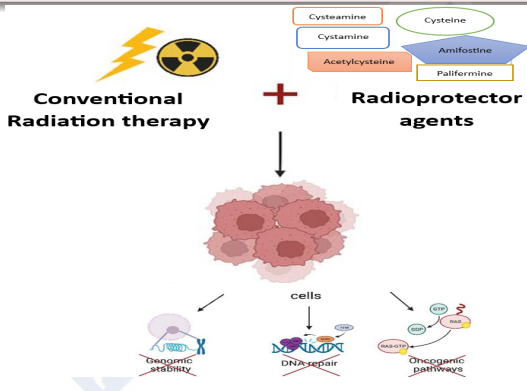 Cysteamine
Cysteine
Cystamine
Amifostine
Acetylcysteine
Palifermine
Conventional
Radiation therapy
+
Radioprotector
agents
cells
GTP
RAS
GDP
RAS-GTP
Genomic
stability
DNA repair
Oncogenic
pathways